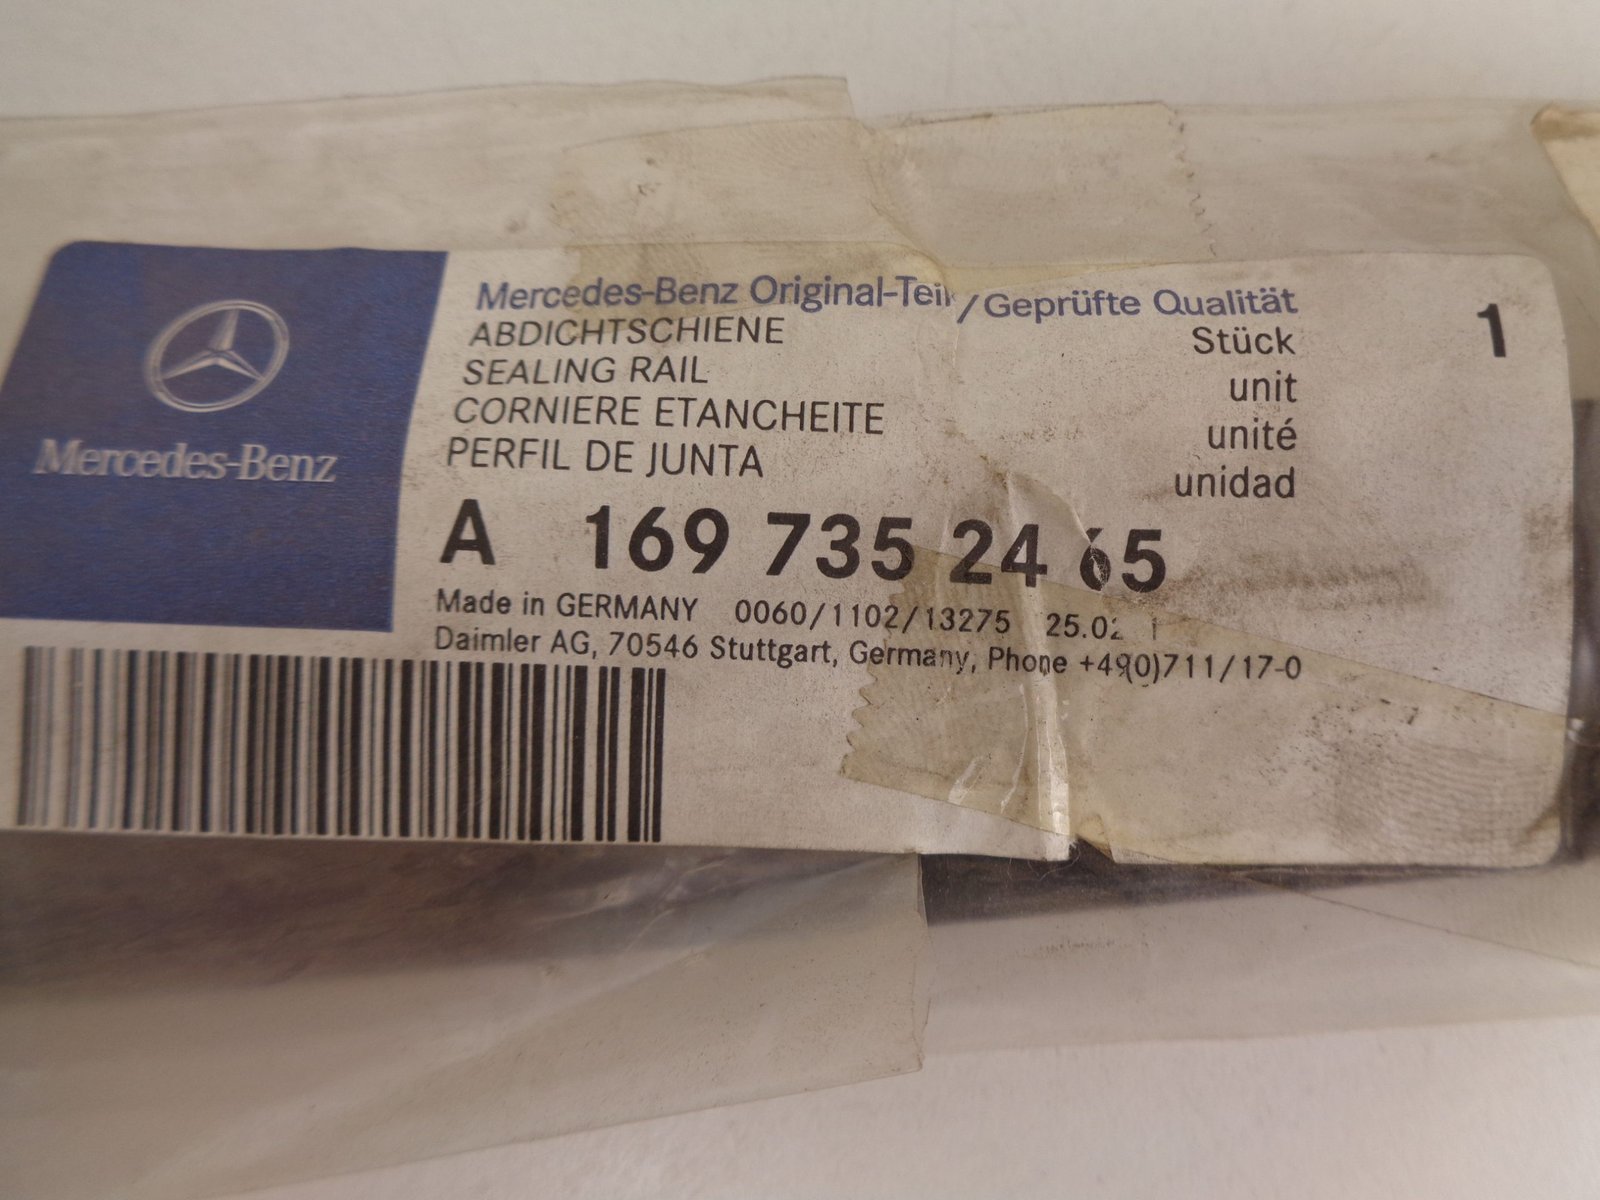 Mercedes-Benz
Mercedes-Benz Original-Teil/Geprüfte Qualität
ABDICHTSCHIENE Stück 1
SEALING RAIL unit
CORNIERE ETANCHEITE unité
PERFIL DE JUNTA unidad
A 169 735 24 65
Made in GERMANY 0060/1102/13275
Daimler AG, 70546 Stuttgart, Germany, Phone +49(0)711/17-0